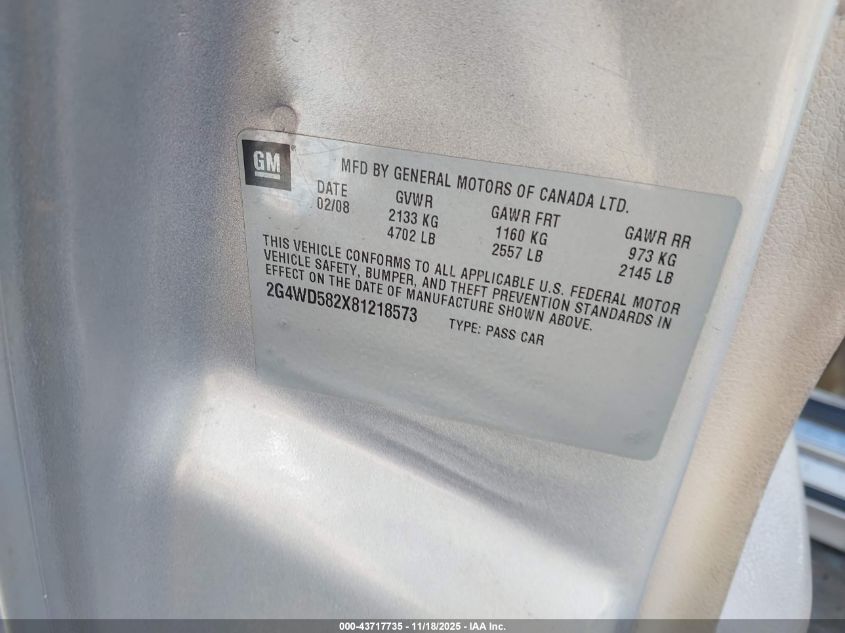 GM
MFD BY GENERAL MOTORS OF CANADA LTD.
DATE GVWR GAWR FRT GAWR RR
02/08 2133 KG 1160 KG 973 KG
4702 LB 2557 LB 2145 LB
THIS VEHICLE CONFORMS TO ALL APPLICABLE U.S. FEDERAL MOTOR
VEHICLE SAFETY, BUMPER, AND THEFT PREVENTION STANDARDS IN
EFFECT ON THE DATE OF MANUFACTURE SHOWN ABOVE.
2G4WD582X81218573 TYPE: PASS CAR
000-43717735 - 11/18/2025 - IAA Inc.